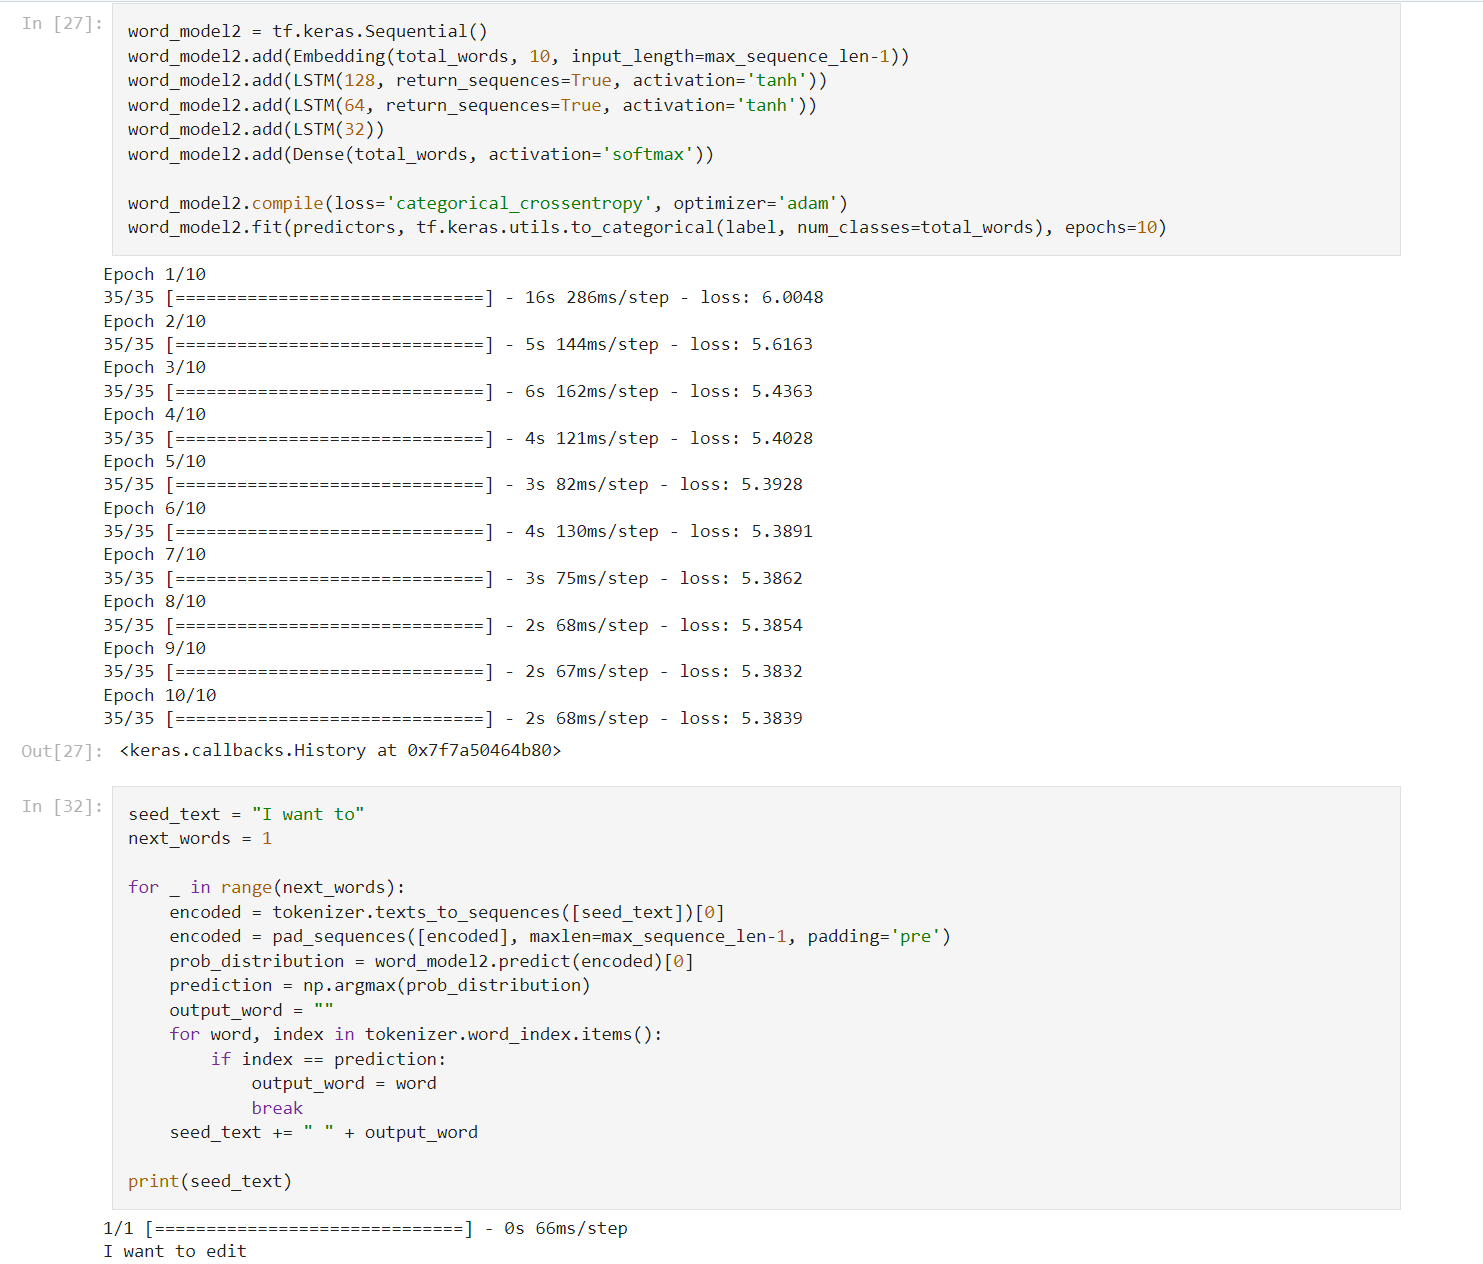 In [27]:
word_model2 = tf.keras.Sequential()
word_model2.add(Embedding(total_words, 10, input_length=max_sequence_len-1))
word_model2.add(LSTM(128, return_sequences=True, activation='tanh'))
word_model2.add(LSTM(64, return_sequences=True, activation='tanh'))
word_model2.add(LSTM(32))
word_model2.add(Dense(total_words, activation='softmax'))

word_model2.compile(loss='categorical_crossentropy', optimizer='adam')
word_model2.fit(predictors, tf.keras.utils.to_categorical(label, num_classes=total_words), epochs=10)
Epoch 1/10
35/35 [==============================] - 16s 286ms/step - loss: 6.0048
Epoch 2/10
35/35 [==============================] - 5s 144ms/step - loss: 5.6163
Epoch 3/10
35/35 [==============================] - 6s 162ms/step - loss: 5.4363
Epoch 4/10
35/35 [==============================] - 4s 121ms/step - loss: 5.4028
Epoch 5/10
35/35 [==============================] - 3s 82ms/step - loss: 5.3928
Epoch 6/10
35/35 [==============================] - 4s 130ms/step - loss: 5.3891
Epoch 7/10
35/35 [==============================] - 3s 75ms/step - loss: 5.3862
Epoch 8/10
35/35 [==============================] - 2s 68ms/step - loss: 5.3854
Epoch 9/10
35/35 [==============================] - 2s 67ms/step - loss: 5.3832
Epoch 10/10
35/35 [==============================] - 2s 68ms/step - loss: 5.3839
Out[27]: <keras.callbacks.History at 0x7f7a50464b80>
In [32]:
seed_text = "I want to"
next_words = 1

for _ in range(next_words):
    encoded = tokenizer.texts_to_sequences([seed_text])[0]
    encoded = pad_sequences([encoded], maxlen=max_sequence_len-1, padding='pre')
    prob_distribution = word_model2.predict(encoded)[0]
    prediction = np.argmax(prob_distribution)
    output_word = ""
    for word, index in tokenizer.word_index.items():
        if index == prediction:
            output_word = word
            break
    seed_text += " " + output_word

print(seed_text)
1/1 [==============================] - 0s 66ms/step
I want to edit